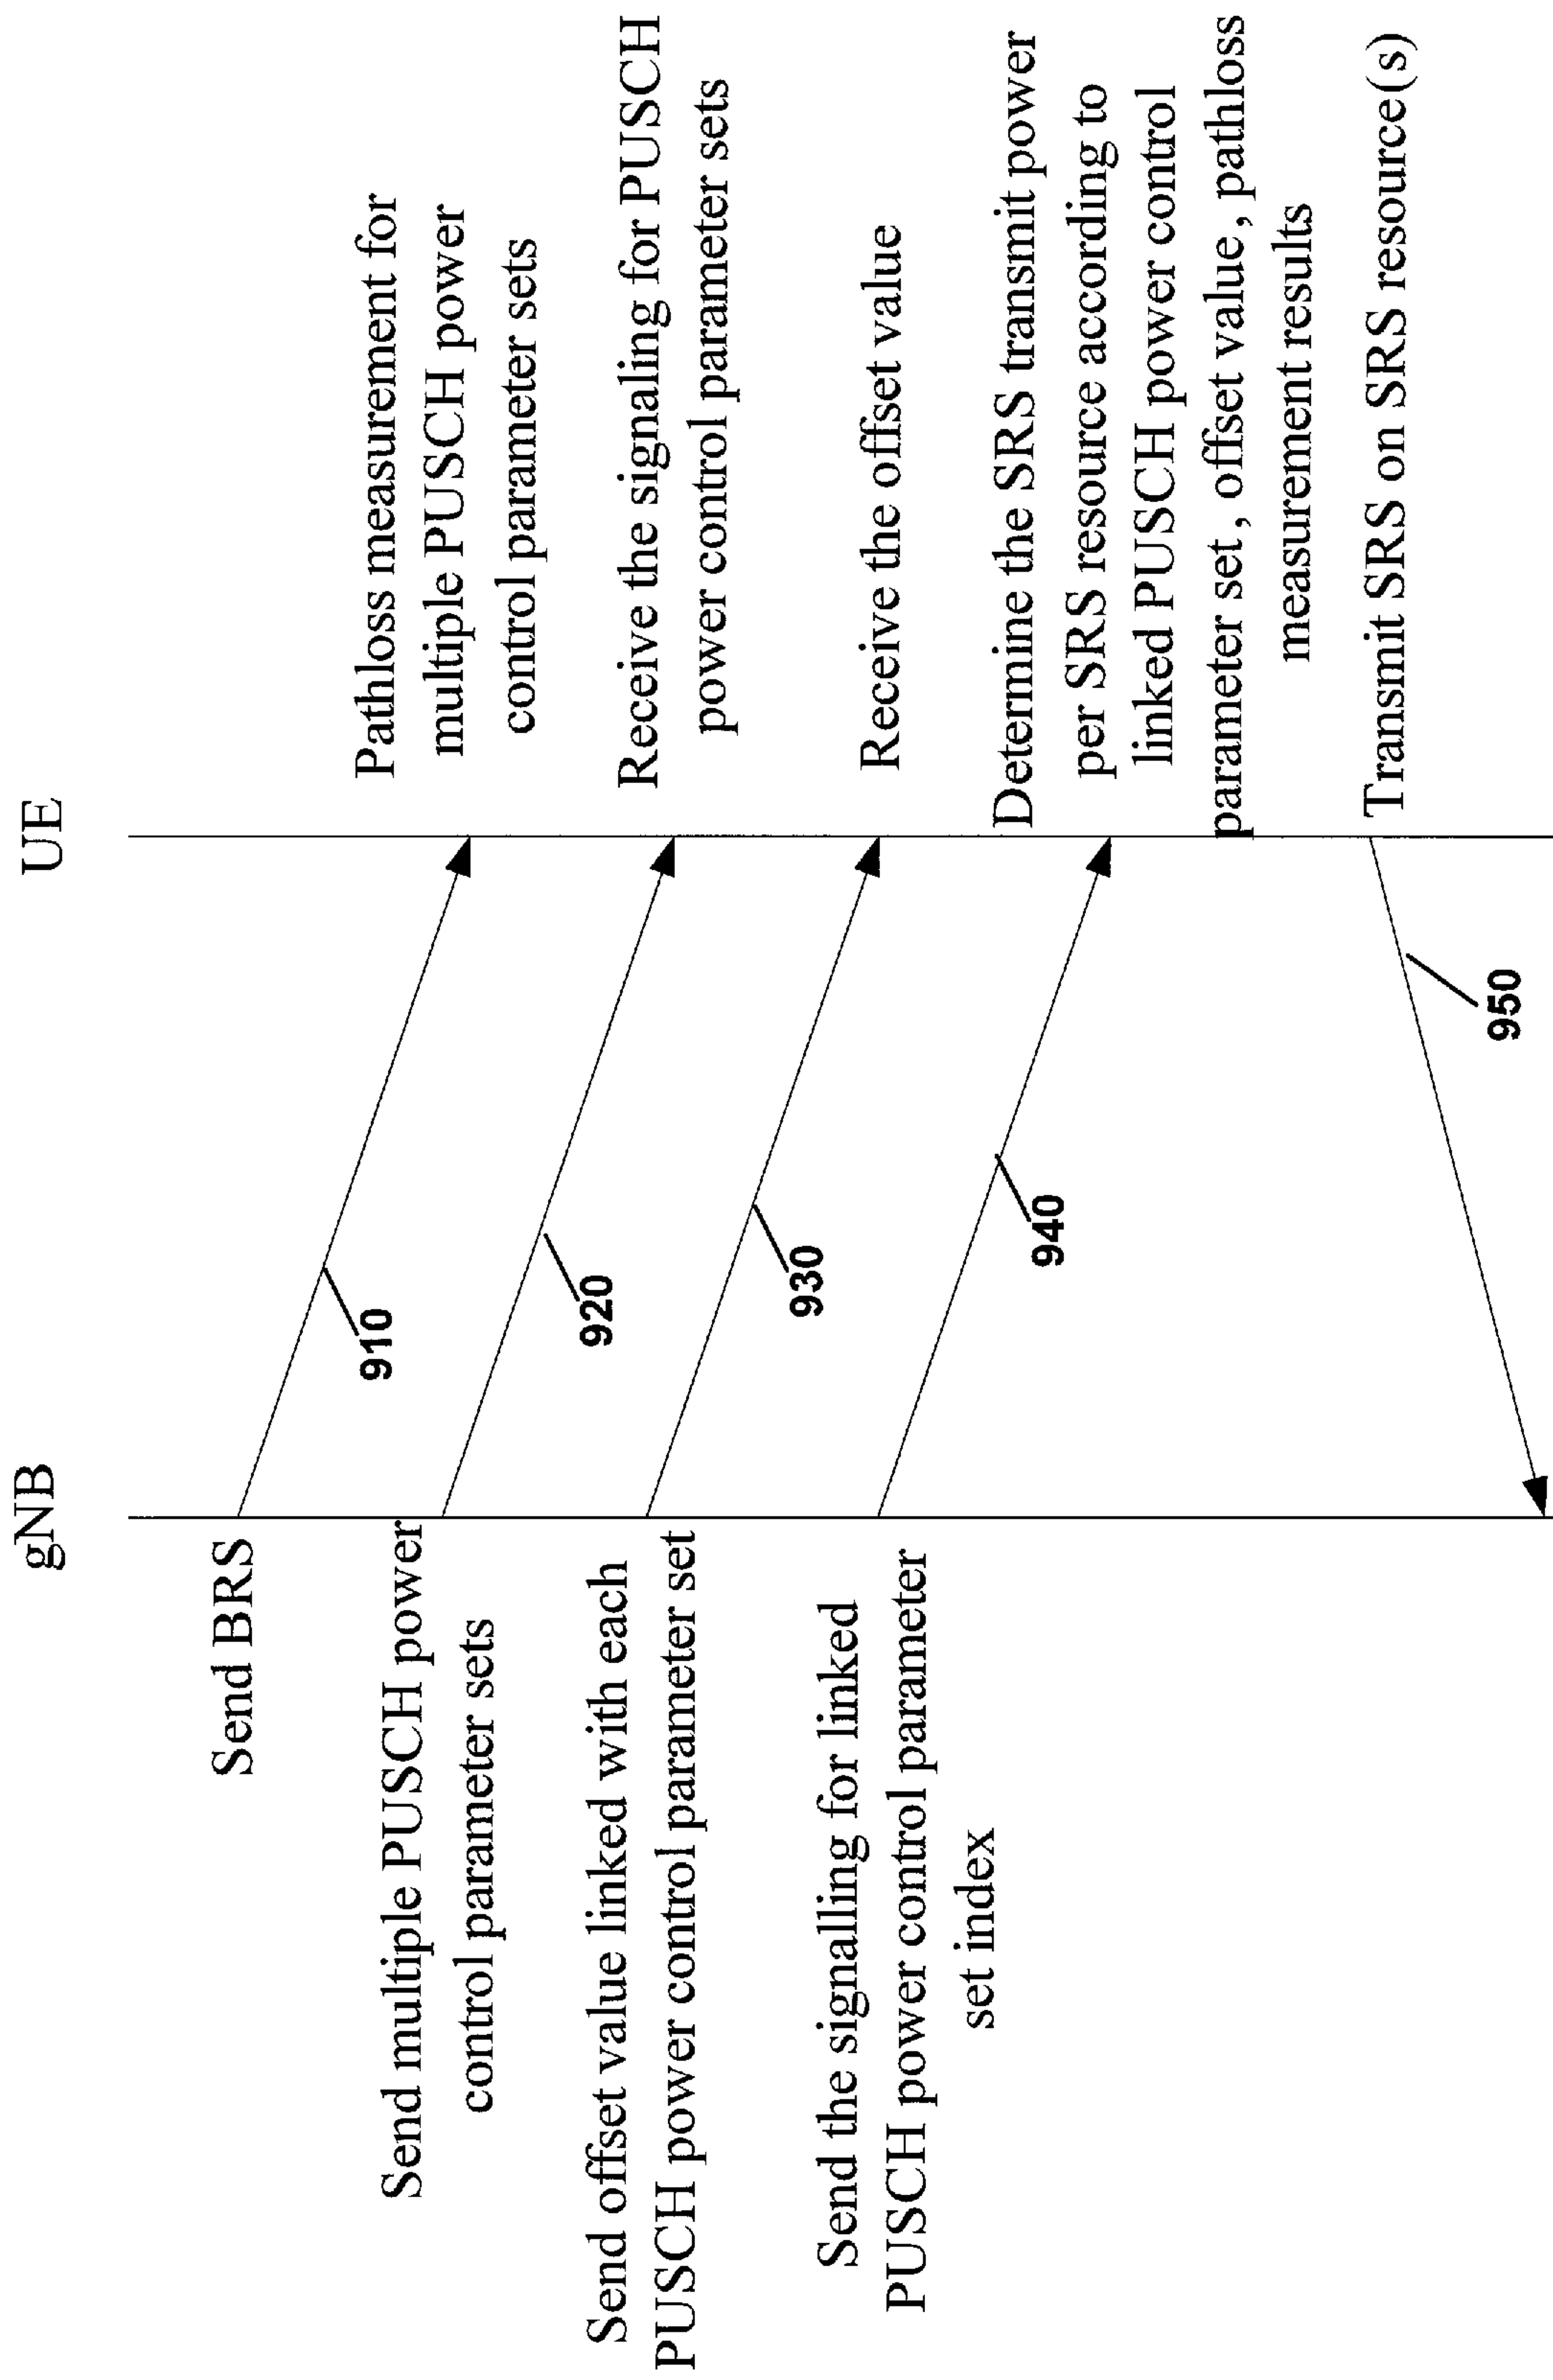 gNB
UE
Send BRS
910
Pathloss measurement for
multiple PUSCH power
control parameter sets
Send multiple PUSCH power
control parameter sets
920
Receive the signaling for PUSCH
power control parameter sets
Send offset value linked with each
PUSCH power control parameter set
930
Receive the offset value
Send the signalling for linked
PUSCH power control parameter
set index
940
Determine the SRS transmit power
per SRS resource according to
linked PUSCH power control
parameter set , offset value , pathloss
measurement results
Transmit SRS on SRS resource(s)
950